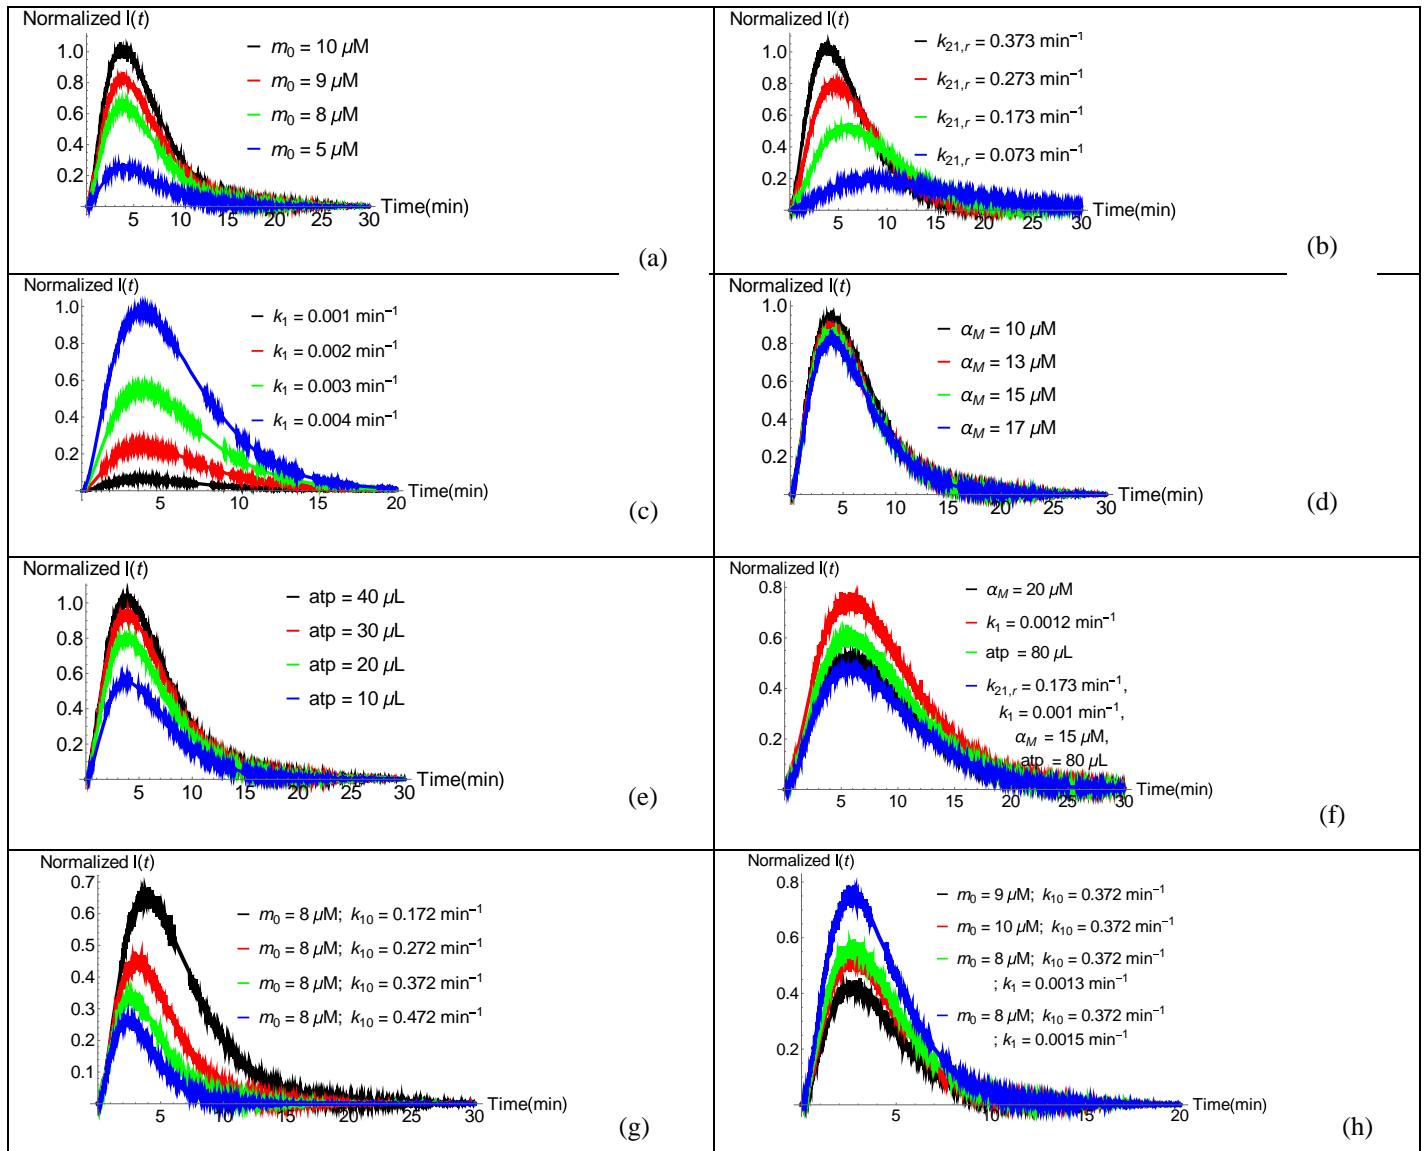 Normalized I(t)
1.0
0.8
0.6
0.4
0.2
5
10
15
20
25
30
Time(min)
m0 = 10 μM
m0 = 9 μM
m0 = 8 μM
m0 = 5 μM
(a)
Normalized I(t)
1.0
0.8
0.6
0.4
0.2
5
10
15
20
25
30
Time(min)
k21,r = 0.373 min−1
k21,r = 0.273 min−1
k21,r = 0.173 min−1
k21,r = 0.073 min−1
(b)
Normalized I(t)
1.0
0.8
0.6
0.4
0.2
5
10
15
20
Time(min)
k1 = 0.001 min−1
k1 = 0.002 min−1
k1 = 0.003 min−1
k1 = 0.004 min−1
(c)
Normalized I(t)
1.0
0.8
0.6
0.4
0.2
5
10
15
20
25
30
Time(min)
αM = 10 μM
αM = 13 μM
αM = 15 μM
αM = 17 μM
(d)
Normalized I(t)
1.0
0.8
0.6
0.4
0.2
5
10
15
20
25
30
Time(min)
atp = 40 μL
atp = 30 μL
atp = 20 μL
atp = 10 μL
(e)
Normalized I(t)
0.8
0.6
0.4
0.2
5
10
15
20
25
30
Time(min)
αM = 20 μM
k1 = 0.0012 min−1
atp = 80 μL
k21,r = 0.173 min−1,
k1 = 0.001 min−1,
αM = 15 μM,
atp = 80 μL
(f)
Normalized I(t)
0.7
0.6
0.5
0.4
0.3
0.2
0.1
5
10
15
20
25
30
Time(min)
m0 = 8 μM; k10 = 0.172 min−1
m0 = 8 μM; k10 = 0.272 min−1
m0 = 8 μM; k10 = 0.372 min−1
m0 = 8 μM; k10 = 0.472 min−1
(g)
Normalized I(t)
0.8
0.6
0.4
0.2
5
10
15
20
Time(min)
m0 = 9 μM; k10 = 0.372 min−1
m0 = 10 μM; k10 = 0.372 min−1
m0 = 8 μM; k10 = 0.372 min−1
; k1 = 0.0013 min−1
m0 = 8 μM; k10 = 0.372 min−1
; k1 = 0.0015 min−1
(h)